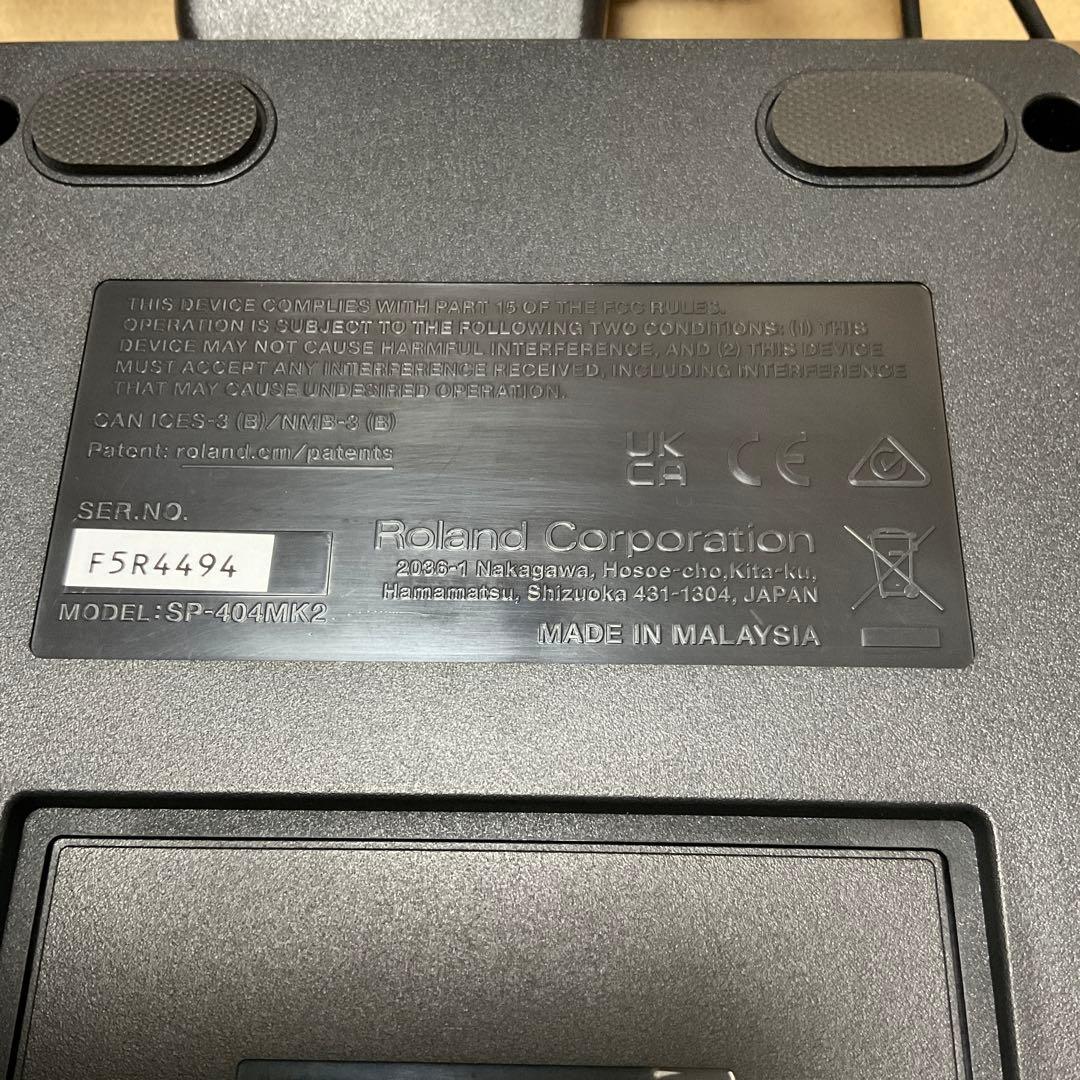 THIS DEVICE COMPLIES WITH PART 15 OF THE FCC RULES.
OPERATION IS SUBJECT TO THE FOLLOWING TWO CONDITIONS: (1) THIS
DEVICE MAY NOT CAUSE HARMFUL INTERFERENCE, AND (2) THIS DEVICE
MUST ACCEPT ANY INTERFERENCE RECEIVED, INCLUDING INTERFERENCE
THAT MAY CAUSE UNDESIRED OPERATION.
CAN ICES-3 (B)/NMB-3 (B)
Patent: roland.cm/patents
UK
CA
CE
SER.NO.
F5R4494
MODEL: SP-404MK2
Roland Corporation
2036-1 Nakagawa, Hosoe-cho,Kita-ku,
Hamamatsu, Shizuoka 431-1304, JAPAN
MADE IN MALAYSIA